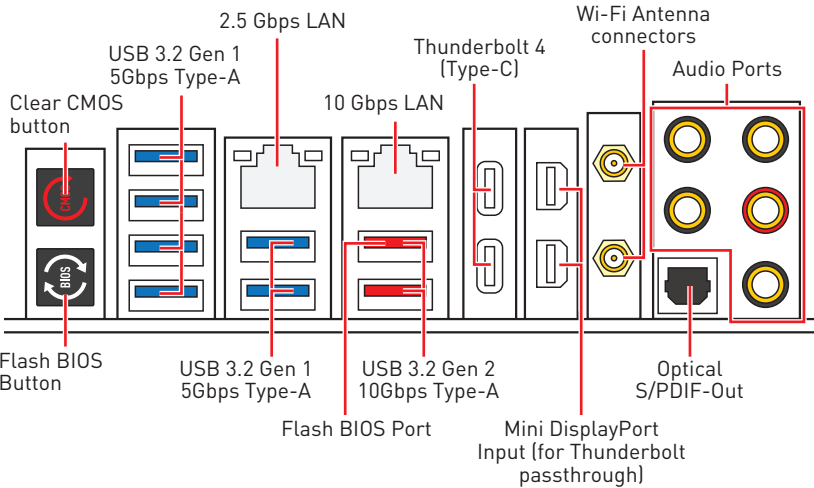 Wi-Fi Antenna
connectors
2.5 Gbps LAN
Thunderbolt 4
(Type-C)
USB 3.2 Gen 1
5Gbps Type-A
Audio Ports
Clear CMOS
button
10 Gbps LAN
CMOS
BIOS
Flash BIOS
Button
USB 3.2 Gen 1
5Gbps Type-A
USB 3.2 Gen 2
10Gbps Type-A
Optical
S/PDIF-Out
Flash BIOS Port
Mini DisplayPort
Input (for Thunderbolt
passthrough)